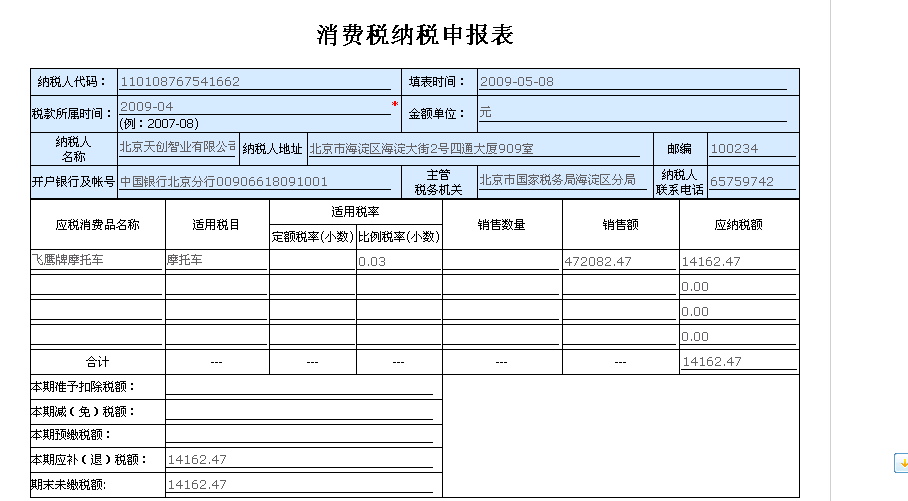 消费税纳税申报表
纳税人代码： 110108767541662 填表时间： 2009-05-08
税款所属时间： 2009-04 * 金额单位： 元
(例：2007-08)
纳税人名称 北京天创智业有限公司 纳税人地址 北京市海淀区海淀大街2号四通大厦909室 邮编 100234
开户银行及帐号 中国银行北京分行00906618091001 主管税务机关 北京市国家税务局海淀区分局 纳税人联系电话 65759742
应税消费品名称 适用税目 适用税率 销售数量 销售额 应纳税额
定额税率(小数) 比例税率(小数)
飞鹰牌摩托车 摩托车 0.03 472082.47 14162.47
0.00
0.00
0.00
合计 --- --- --- --- --- 14162.47
本期准予扣除税额：
本期减（免）税额：
本期预缴税额：
本期应补（退）税额： 14162.47
期末未缴税额: 14162.47